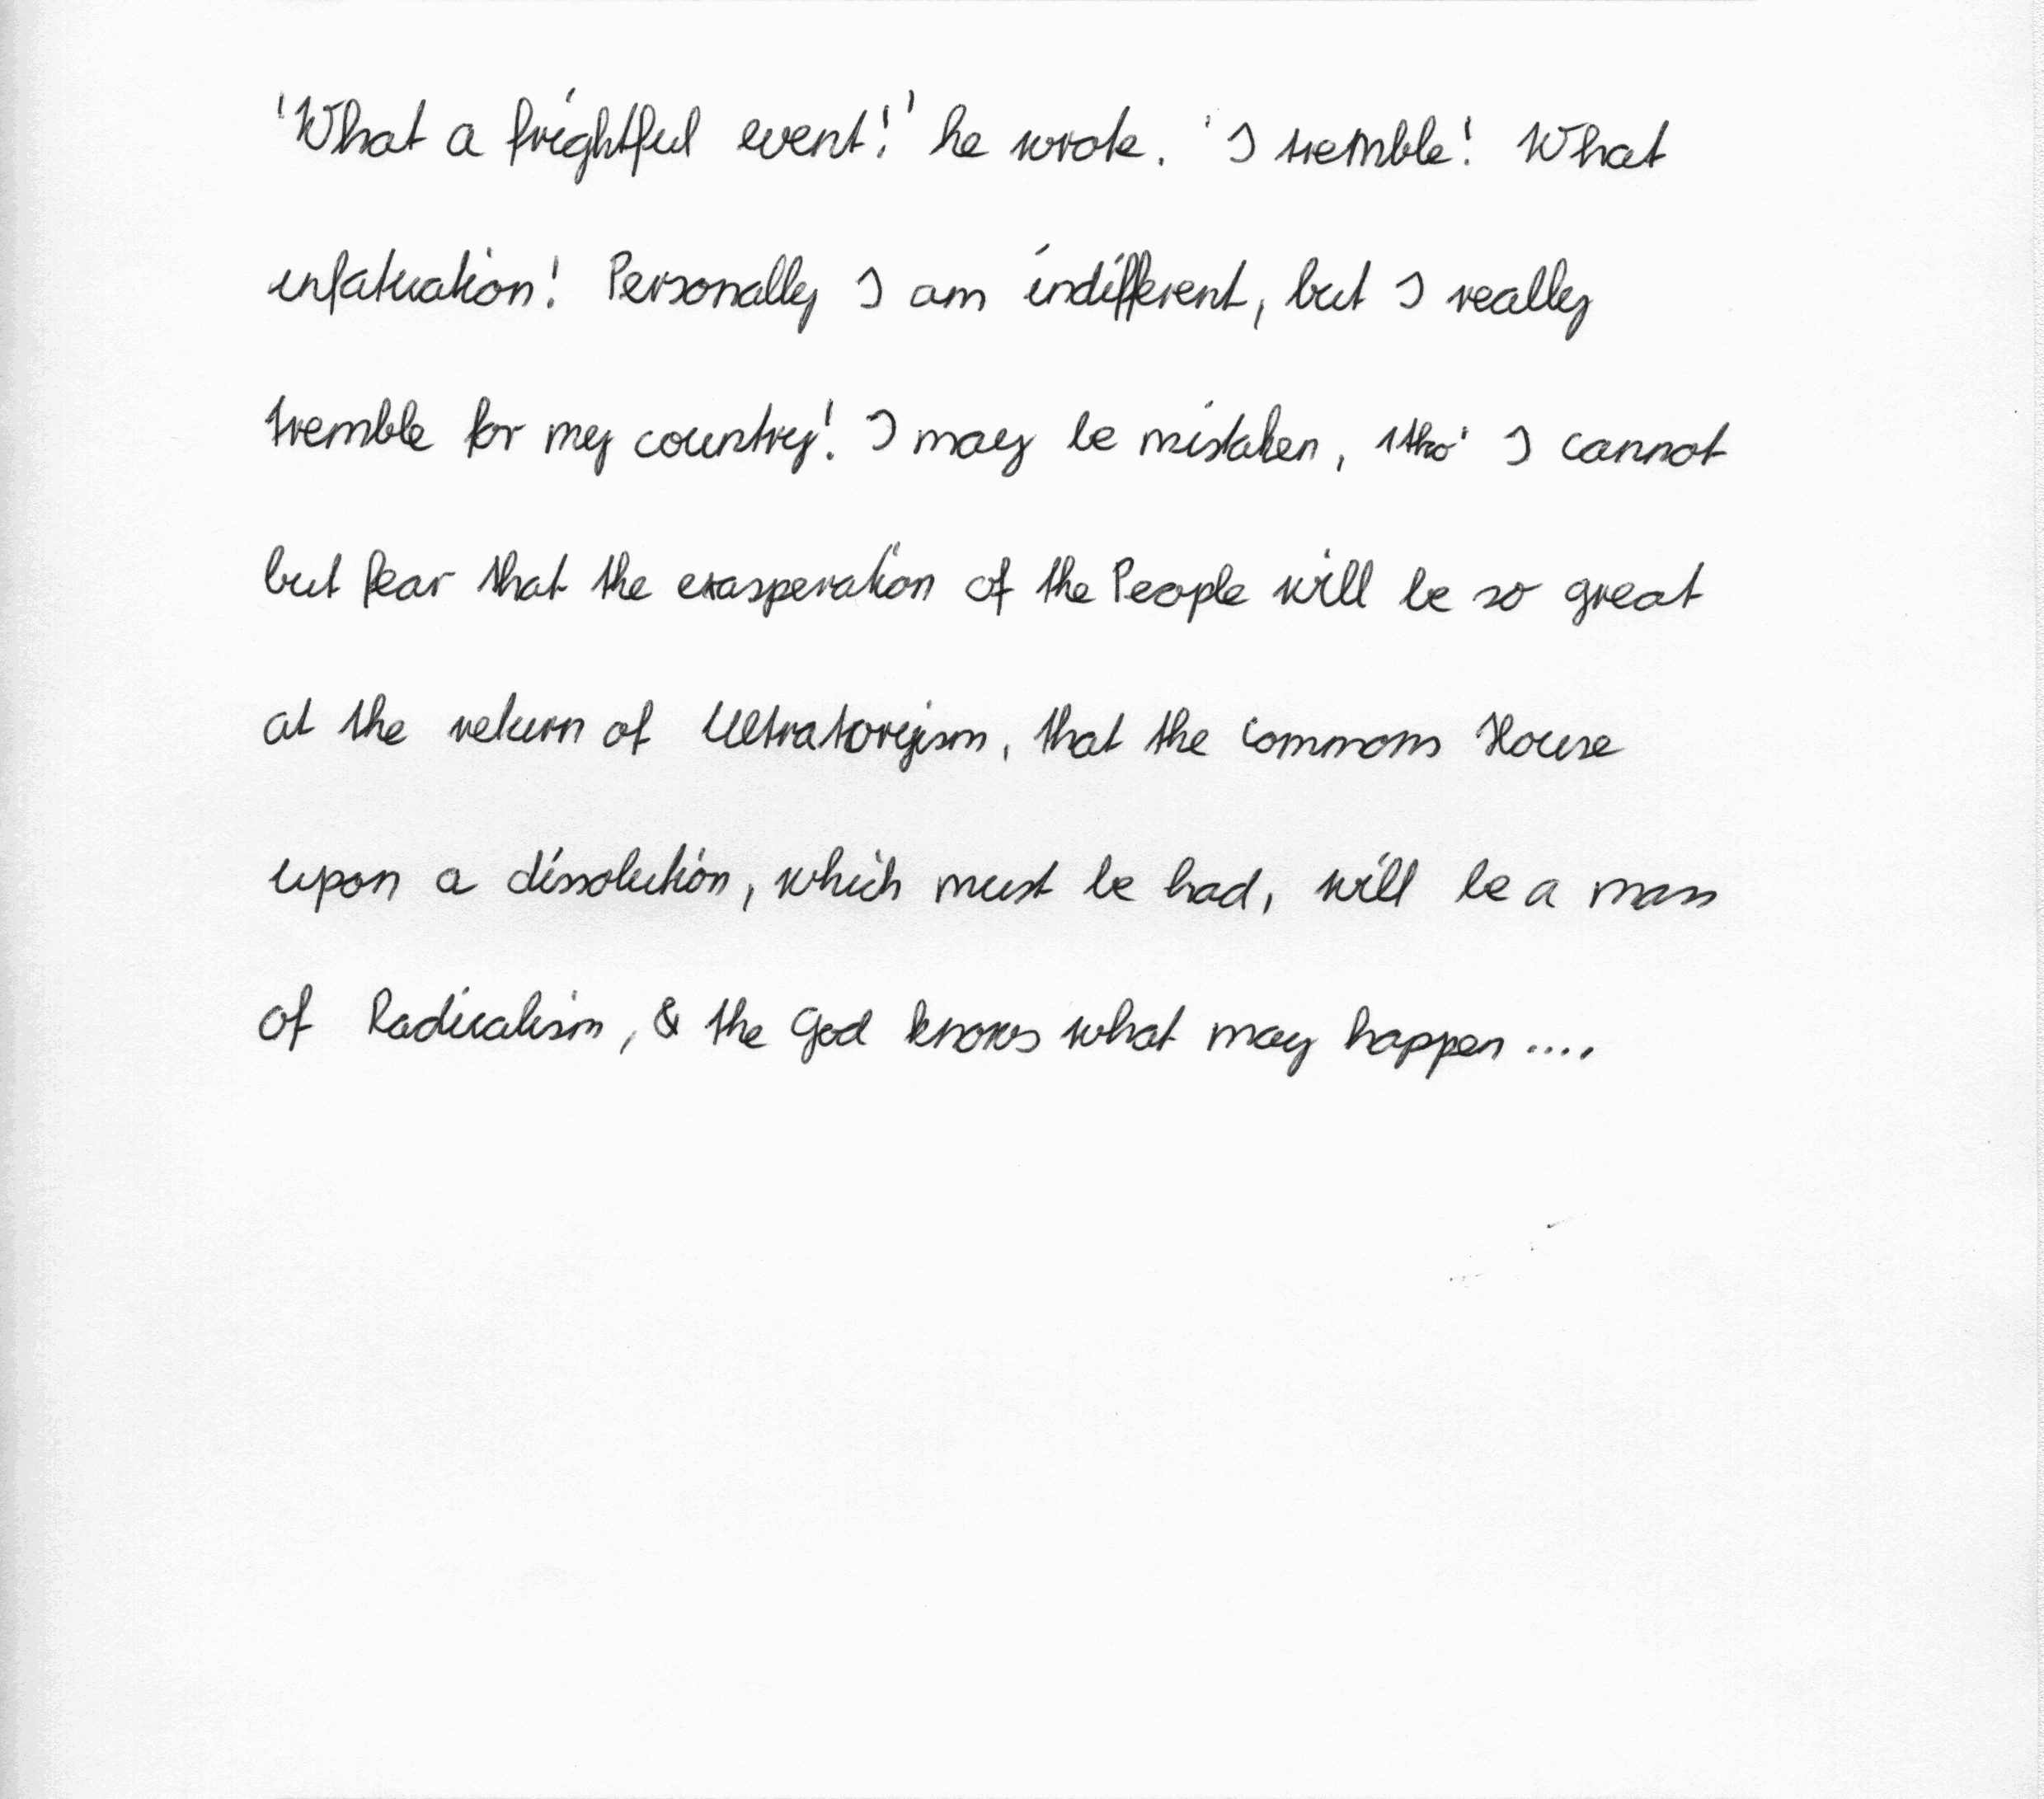 'What a frightful event!' he wrote. 'I tremble! What
infatuation! Personally I am indifferent, but I really
tremble for my country! I may be mistaken, tho' I cannot
but fear that the exasperation of the People will be so great
at the return of Ultratoryism, that the Commons House
upon a dissolution, which must be had, will be a mass
of Radicalism, & the God knows what may happen ....